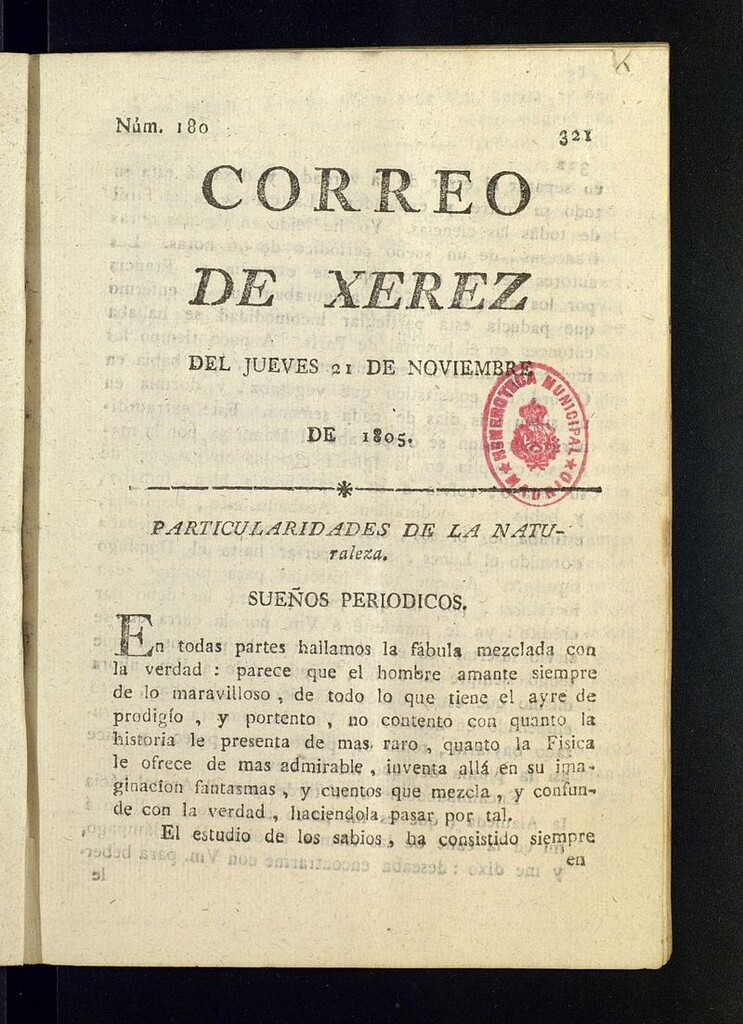 Núm. 180
321
CORREO
DE XEREZ
DEL JUEVES 21 DE NOVIEMBRE
DE 1805.
HEMEROTECA MUNICIPAL
MADRID
PARTICULARIDADES DE LA NATU-
raleza.
SUEÑOS PERIODICOS.
En todas partes hallamos la fábula mezclada con
la verdad : parece que el hombre amante siempre
de lo maravilloso , de todo lo que tiene el ayre de
prodigio , y portento , no contento con quanto la
historia le presenta de mas raro , quanto la Fisica
le ofrece de mas admirable , inventa allá en su ima-
ginacion fantasmas , y cuentos que mezcla , y confun-
de con la verdad , haciendola pasar por tal.
El estudio de los sabios , ha consistido siempre
en